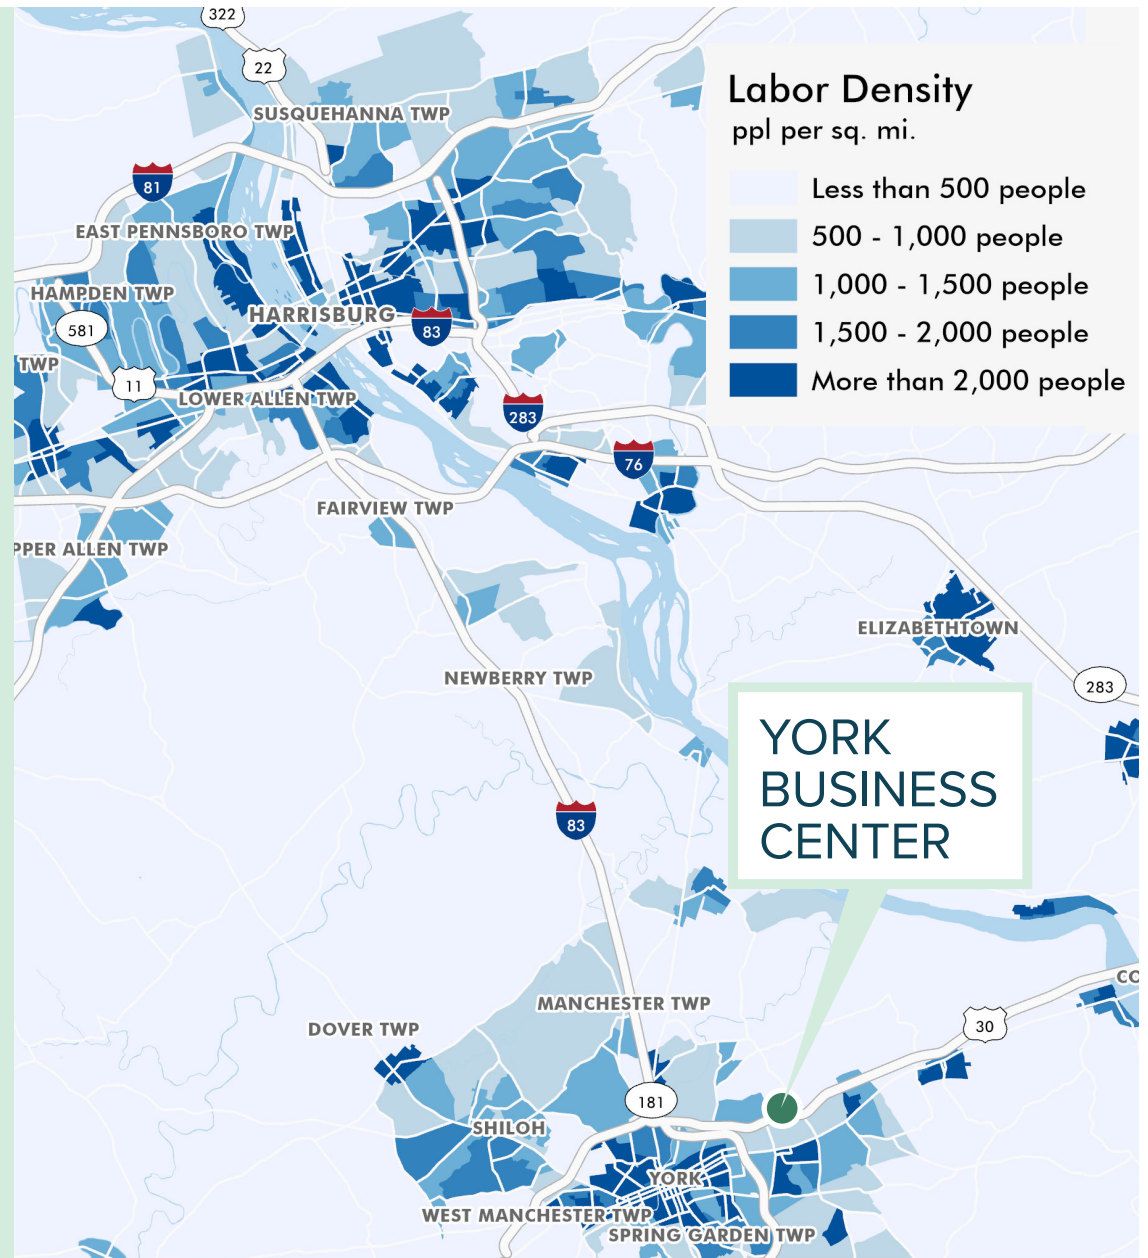 322
22
SUSQUEHANNA TWP
Labor Density
ppl per sq. mi.
Less than 500 people
500 - 1,000 people
1,000 - 1,500 people
1,500 - 2,000 people
More than 2,000 people
81
EAST PENNSBORO TWP
HAMPDEN TWP
HARRISBURG
581
83
TWP
11
LOWER ALLEN TWP
283
76
FAIRVIEW TWP
PPER ALLEN TWP
ELIZABETHTOWN
NEWBERRY TWP
283
YORK
BUSINESS
CENTER
83
CO
MANCHESTER TWP
DOVER TWP
30
181
SHILOH
YORK
WEST MANCHESTER TWP
SPRING GARDEN TWP